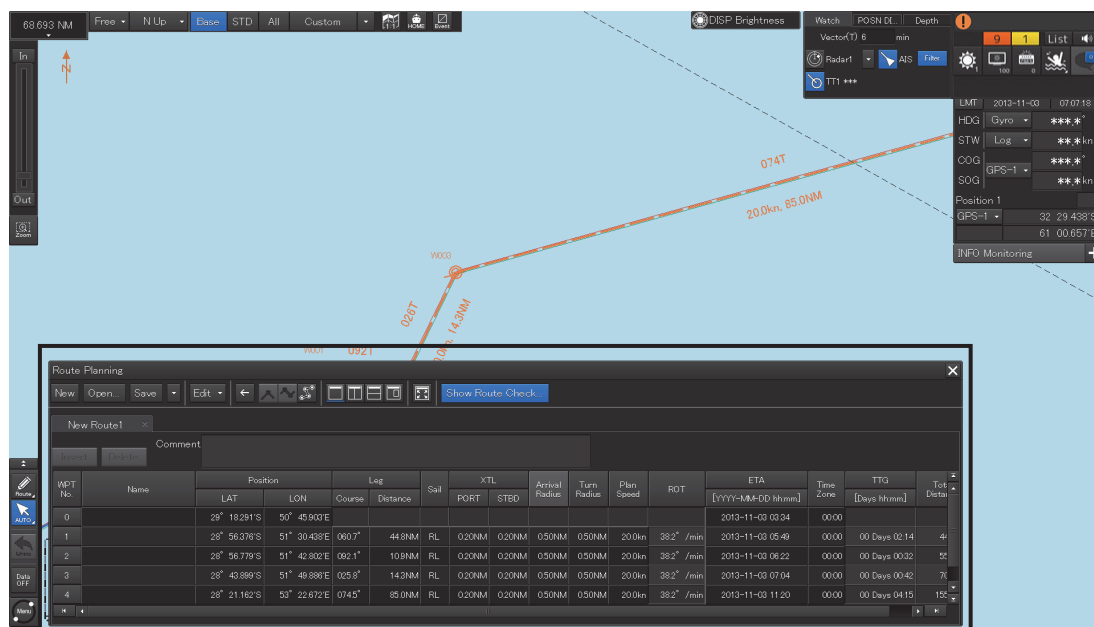 68.693 NM
Free
N Up
Base
STD
All
Custom
1:1
HOME
Event
DISP Brightness
Watch
POSN DI...
Depth
Vector(T) 6 min
Radar1
AIS
Filter
TT1 ***
9
1
List
1
100
0
LMT 2013-11-03 07:07:18
HDG Gyro ***.*°
STW Log **.* kn
COG ***.*°
GPS-1
SOG **.* kn
Position 1
GPS-1 32 29.438'S
61 00.657'E
INFO Monitoring
In
Out
Zoom
N
074T
20.0kn, 85.0NM
W003
026T
14.3NM
W001
092T
Route Planning
New
Open...
Save
Edit
Show Route Check...
New Route1
Comment
Insert
Delete
WPT No.
Name
Position
Leg
Sail
XTL
Arrival Radius
Turn Radius
Plan Speed
ROT
ETA
Time Zone
TTG
LAT
LON
Course
Distance
PORT
STBD
[YYYY-MM-DD hh:mm]
[Days hh:mm]
0 29° 18.291'S 50° 45.903'E 2013-11-03 03:34 00:00
1 28° 56.376'S 51° 30.438'E 060.7° 44.8NM RL 0.20NM 0.20NM 0.50NM 0.50NM 20.0kn 38.2° /min 2013-11-03 05:49 00:00 00 Days 02:14 44
2 28° 56.779'S 51° 42.802'E 092.1° 10.9NM RL 0.20NM 0.20NM 0.50NM 0.50NM 20.0kn 38.2° /min 2013-11-03 06:22 00:00 00 Days 00:32 55
3 28° 43.899'S 51° 49.886'E 025.8° 14.3NM RL 0.20NM 0.20NM 0.50NM 0.50NM 20.0kn 38.2° /min 2013-11-03 07:04 00:00 00 Days 00:42 70
4 28° 21.162'S 53° 22.672'E 074.5° 85.0NM RL 0.20NM 0.20NM 0.50NM 0.50NM 20.0kn 38.2° /min 2013-11-03 11:20 00:00 00 Days 04:15 155
Route
AUTO
Undo
Data OFF
Menu